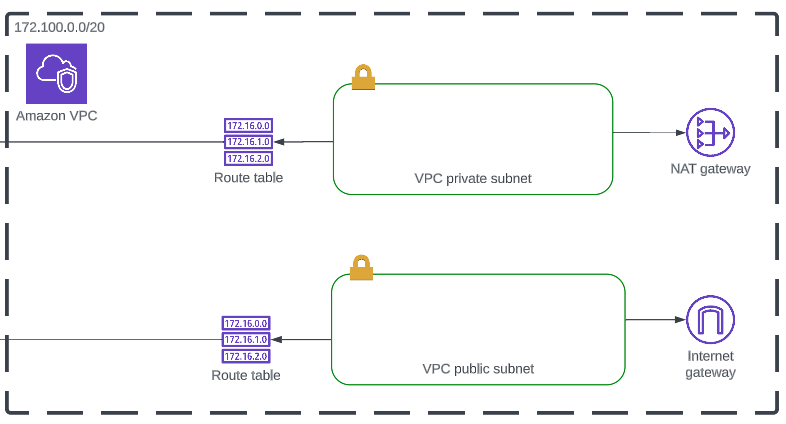 172.100.0.0/20
Amazon VPC
172.16.0.0
172.16.1.0
172.16.2.0
Route table
VPC private subnet
NAT gateway
172.16.0.0
172.16.1.0
172.16.2.0
Route table
VPC public subnet
Internet
gateway